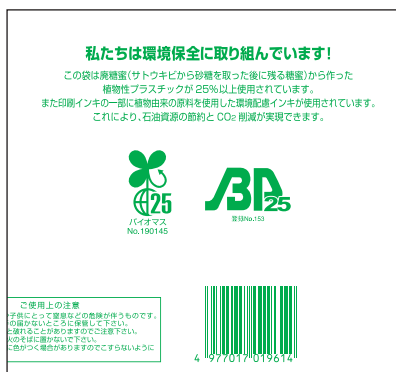 私たちは環境保全に取り組んでいます!
この袋は廃糖蜜(サトウキビから砂糖を取った後に残る糖蜜)から作った
植物性プラスチックが25%以上使用されています。
また印刷インキの一部に植物由来の原料を使用した環境配慮インキが使用されています。
これにより、石油資源の節約とCO2削減が実現できます。
25
バイオマス
No.190145
ABA25
登録No.153
ご使用上の注意
子供にとって窒息などの危険が伴うものです。
の届かないところに保管して下さい。
と破れることがありますのでご注意下さい。
火のそばに置かないで下さい。
に色がつく場合がありますのでこすらないように
4 977017 019614